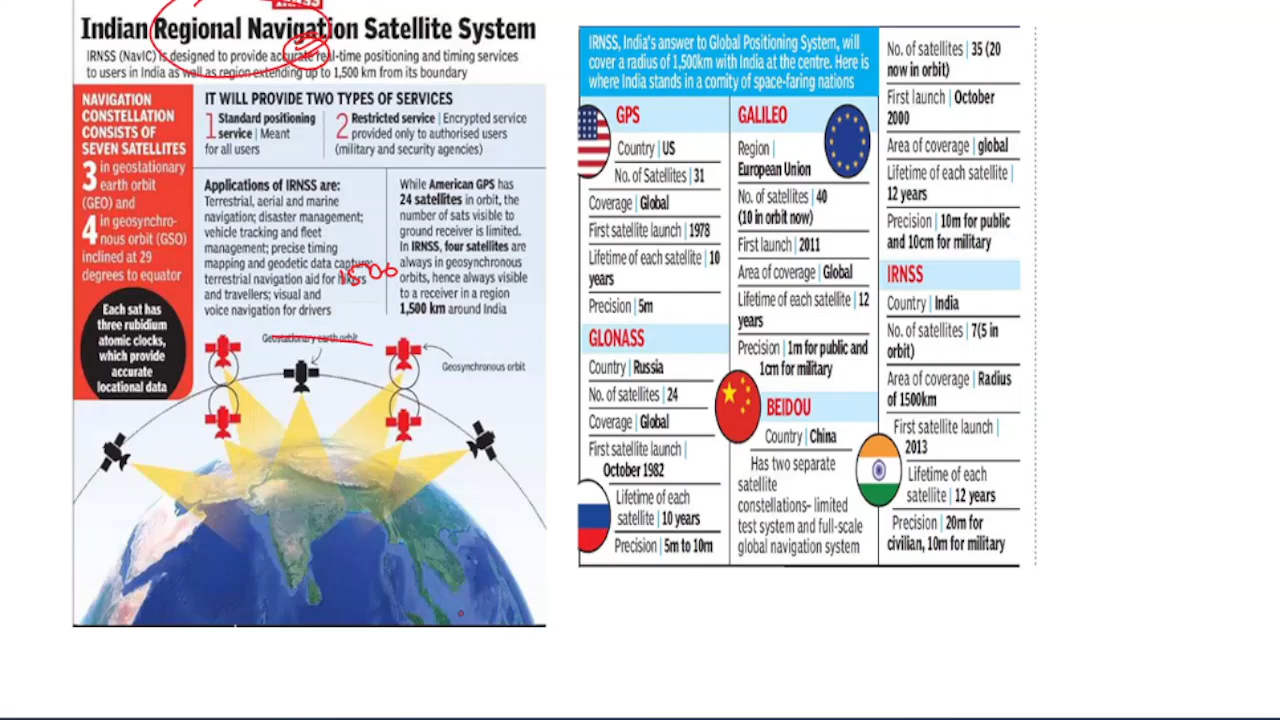 IRNSS
Indian Regional Navigation Satellite System
IRNSS (NavIC) is designed to provide accurate real-time positioning and timing services
to users in India as well as region extending up to 1,500 km from its boundary
NAVIGATION
CONSTELLATION
CONSISTS OF
SEVEN SATELLITES
3 in geostationary
earth orbit
(GEO) and
4 in geosynchro-
nous orbit (GSO)
inclined at 29
degrees to equator
Each sat has
three rubidium
atomic clocks,
which provide
accurate
locational data
IT WILL PROVIDE TWO TYPES OF SERVICES
1 Standard positioning
service | Meant
for all users
2 Restricted service | Encrypted service
provided only to authorised users
(military and security agencies)
Applications of IRNSS are:
Terrestrial, aerial and marine
navigation; disaster management;
vehicle tracking and fleet
management; precise timing
mapping and geodetic data capture;
terrestrial navigation aid for hikers
and travellers; visual and
voice navigation for drivers
1500
While American GPS has
24 satellites in orbit, the
number of sats visible to
ground receiver is limited.
In IRNSS, four satellites are
always in geosynchronous
orbits, hence always visible
to a receiver in a region
1,500 km around India
Geostationary earth orbit
Geosynchronous orbit
IRNSS, India's answer to Global Positioning System, will
cover a radius of 1,500km with India at the centre. Here is
where India stands in a comity of space-faring nations
GPS
Country | US
No. of Satellites | 31
Coverage | Global
First satellite launch | 1978
Lifetime of each satellite | 10
years
Precision | 5m
GLONASS
Country | Russia
No. of satellites | 24
Coverage | Global
First satellite launch |
October 1982
Lifetime of each
satellite | 10 years
Precision | 5m to 10m
GALILEO
Region |
European Union
No. of satellites | 40
(10 in orbit now)
First launch | 2011
Area of coverage | Global
Lifetime of each satellite | 12
years
Precision | 1m for public and
1cm for military
BEIDOU
Country | China
Has two separate
satellite
constellations- limited
test system and full-scale
global navigation system
No. of satellites | 35 (20
now in orbit)
First launch | October
2000
Area of coverage | global
Lifetime of each satellite |
12 years
Precision | 10m for public
and 10cm for military
IRNSS
Country | India
No. of satellites | 7(5 in
orbit)
Area of coverage | Radius
of 1500km
First satellite launch |
2013
Lifetime of each
satellite | 12 years
Precision | 20m for
civilian, 10m for military